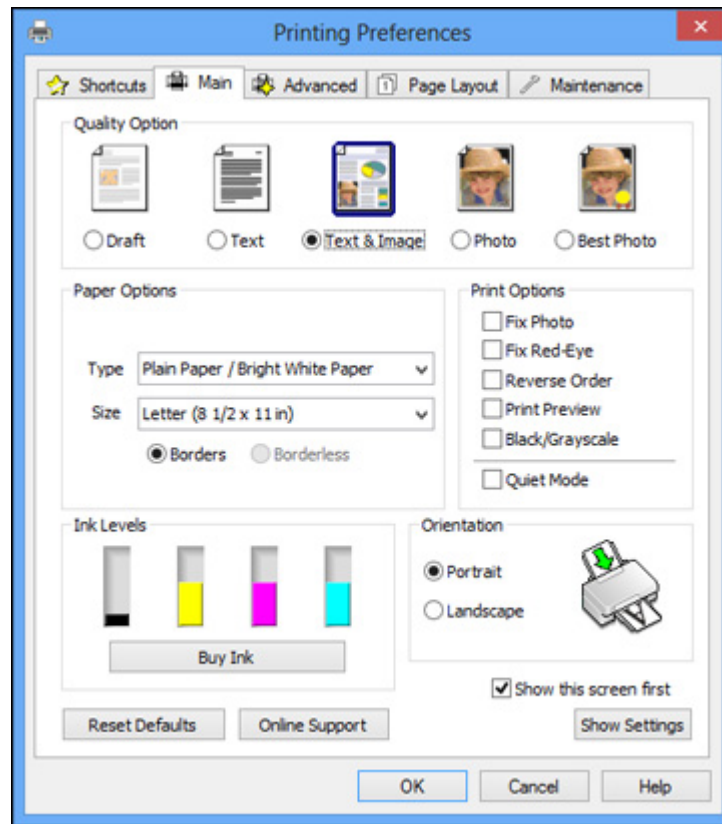 Printing Preferences
Shortcuts Main Advanced 1 Page Layout Maintenance
Quality Option
Draft Text Text & Image Photo Best Photo
Paper Options
Type Plain Paper / Bright White Paper
Size Letter (8 1/2 x 11 in)
Borders Borderless
Print Options
Fix Photo
Fix Red-Eye
Reverse Order
Print Preview
Black/Grayscale
Quiet Mode
Ink Levels
Buy Ink
Orientation
Portrait
Landscape
Show this screen first
Reset Defaults Online Support Show Settings
OK Cancel Help